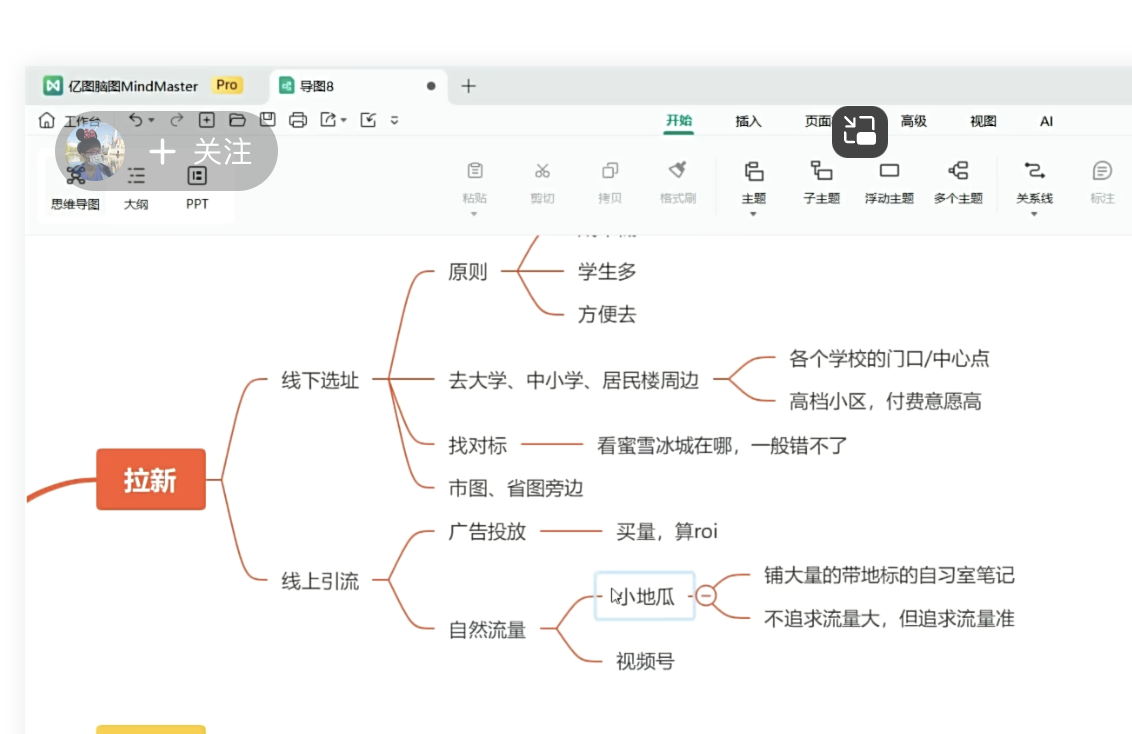 亿图脑图MindMaster Pro 导图8
工作台 开始 插入 页面 高级 视图 AI
关注
粘贴 剪切 拷贝 格式刷 主题 子主题 浮动主题 多个主题 关系线 标注
思维导图 大纲 PPT
原则
学生多
方便去
线下选址
去大学、中小学、居民楼周边
各个学校的门口/中心点
高档小区，付费意愿高
找对标
看蜜雪冰城在哪，一般错不了
市图、省图旁边
拉新
线上引流
广告投放
买量，算roi
自然流量
小地瓜
铺大量的带地标的自习室笔记
不追求流量大，但追求流量准
视频号